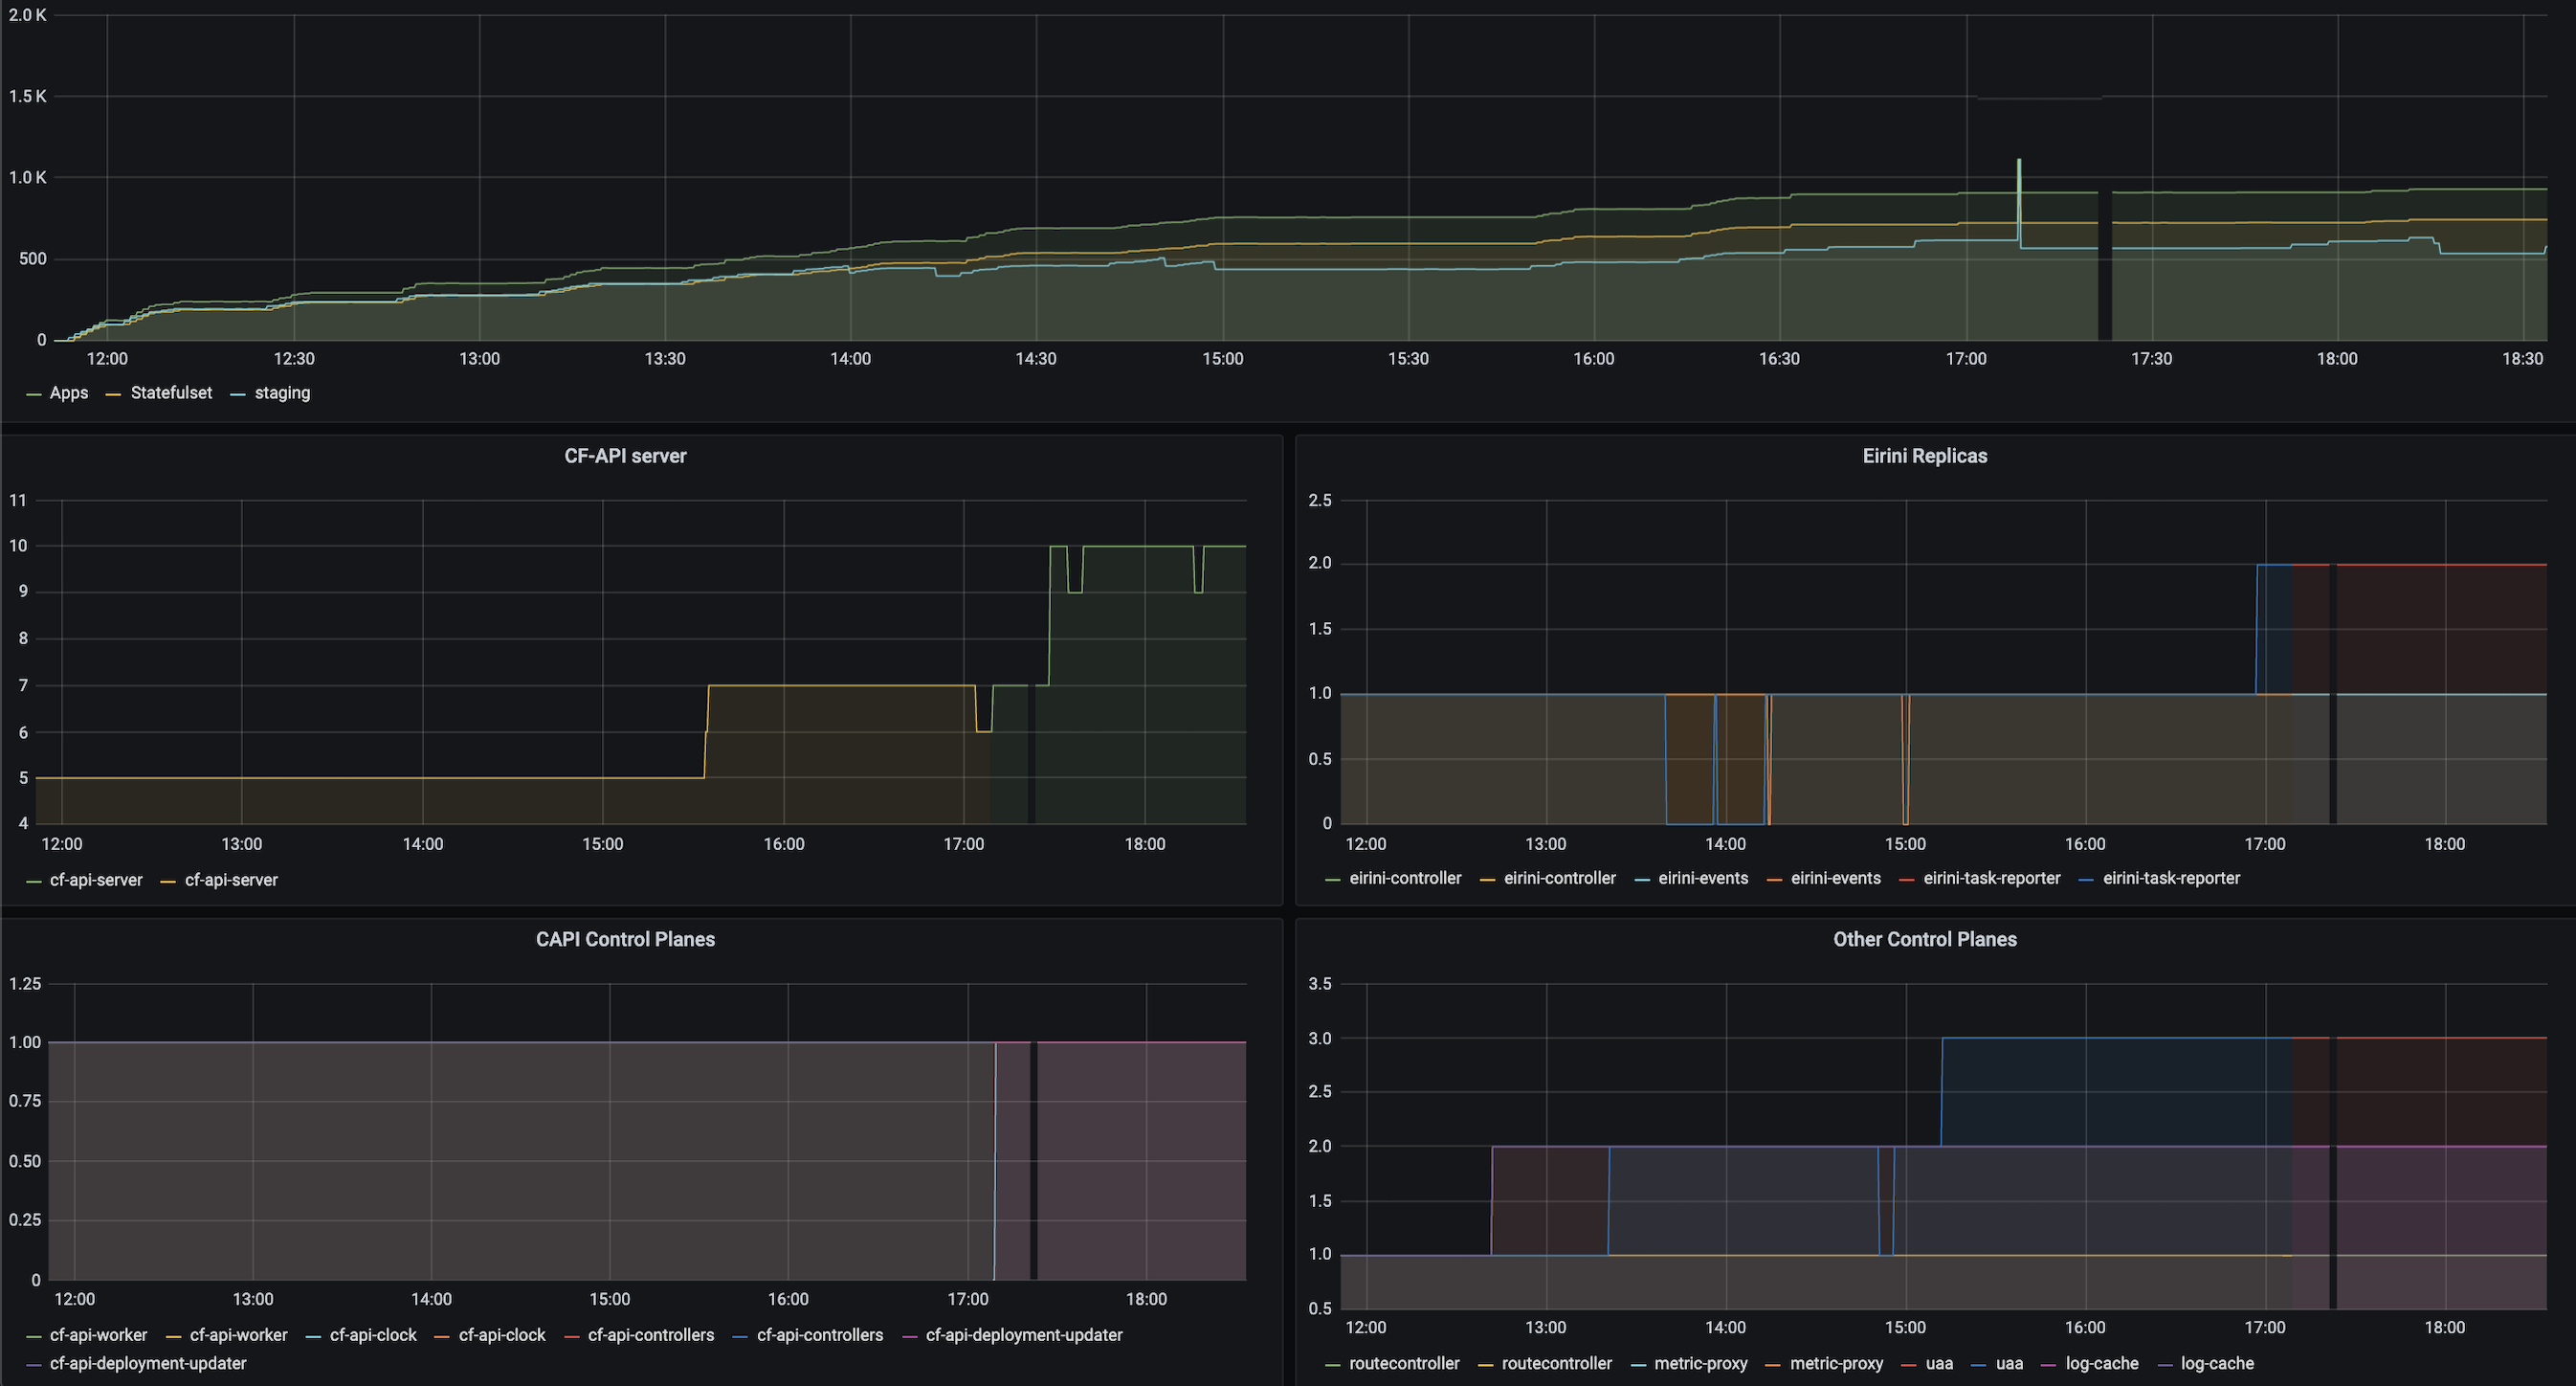 2.0 K
1.5 K
1.0 K
500
0
12:00 12:30 13:00 13:30 14:00 14:30 15:00 15:30 16:00 16:30 17:00 17:30 18:00 18:30
Apps Statefulset staging
CF-API server
11
10
9
8
7
6
5
4
12:00 13:00 14:00 15:00 16:00 17:00 18:00
cf-api-server cf-api-server
Eirini Replicas
2.5
2.0
1.5
1.0
0.5
0
12:00 13:00 14:00 15:00 16:00 17:00 18:00
eirini-controller eirini-controller eirini-events eirini-events eirini-task-reporter eirini-task-reporter
CAPI Control Planes
1.25
1.00
0.75
0.50
0.25
0
12:00 13:00 14:00 15:00 16:00 17:00 18:00
cf-api-worker cf-api-worker cf-api-clock cf-api-clock cf-api-controllers cf-api-controllers cf-api-deployment-updater
cf-api-deployment-updater
Other Control Planes
3.5
3.0
2.5
2.0
1.5
1.0
0.5
12:00 13:00 14:00 15:00 16:00 17:00 18:00
routecontroller routecontroller metric-proxy metric-proxy uaa uaa log-cache log-cache